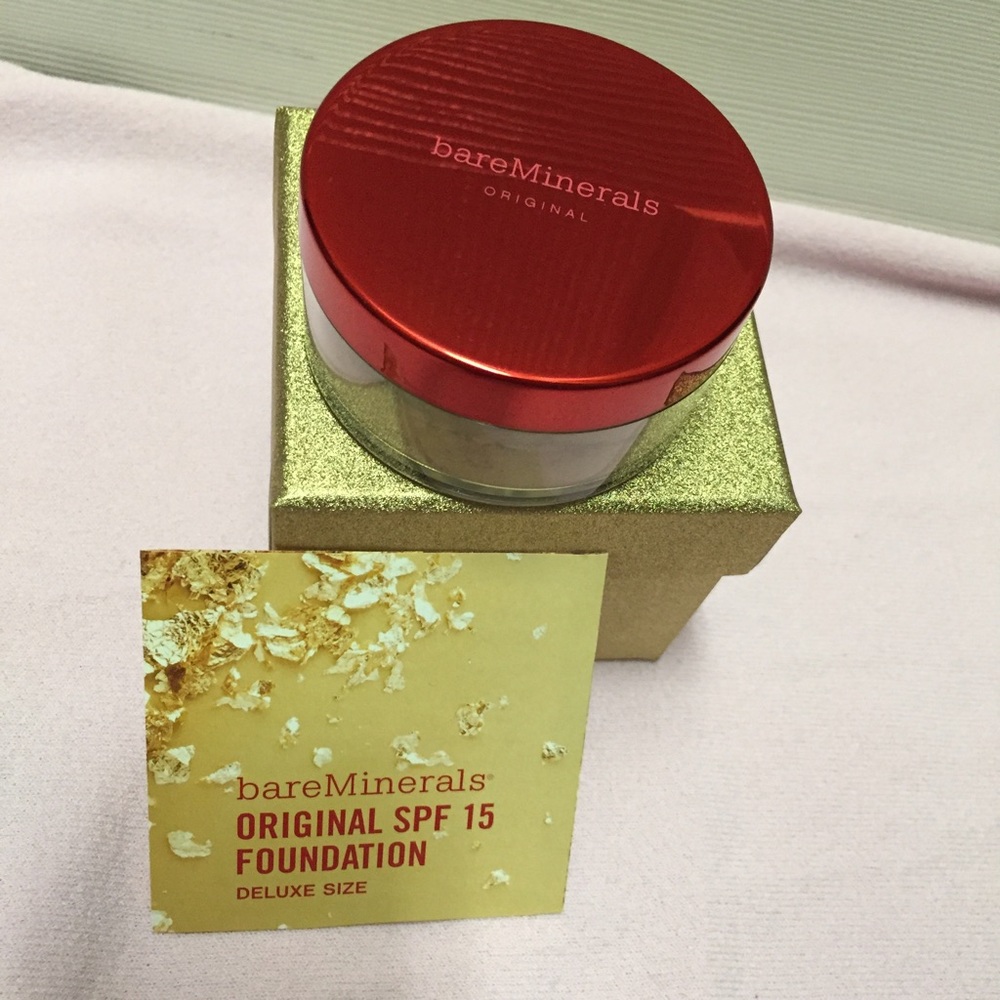 bareMinerals
ORIGINAL
bareMinerals®
ORIGINAL SPF 15
FOUNDATION
DELUXE SIZE